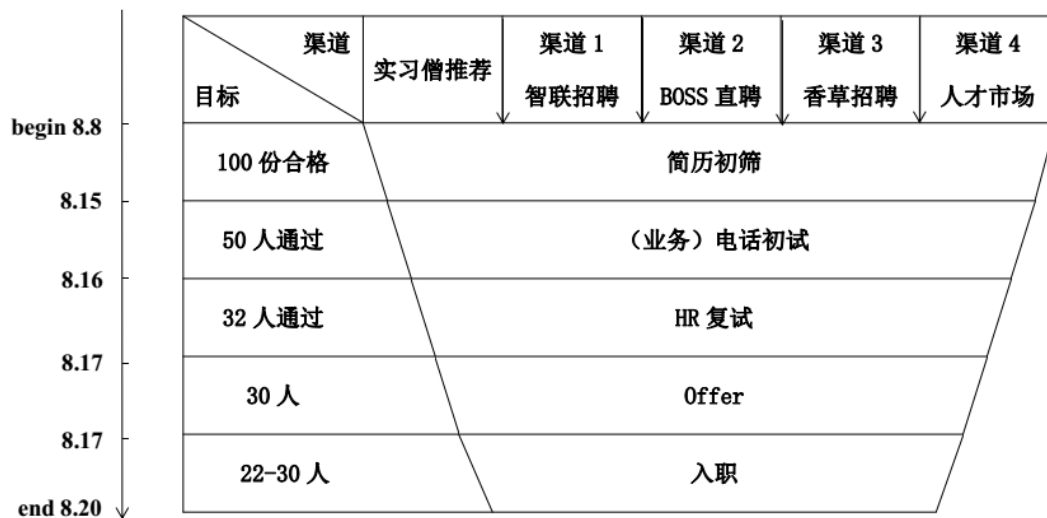 渠道
目标
实习僧推荐
渠道 1
智联招聘
渠道 2
BOSS 直聘
渠道 3
香草招聘
渠道 4
人才市场
begin 8.8
100 份合格
简历初筛
8.15
50 人通过
（业务）电话初试
8.16
32 人通过
HR 复试
8.17
30 人
Offer
8.17
22-30 人
入职
end 8.20